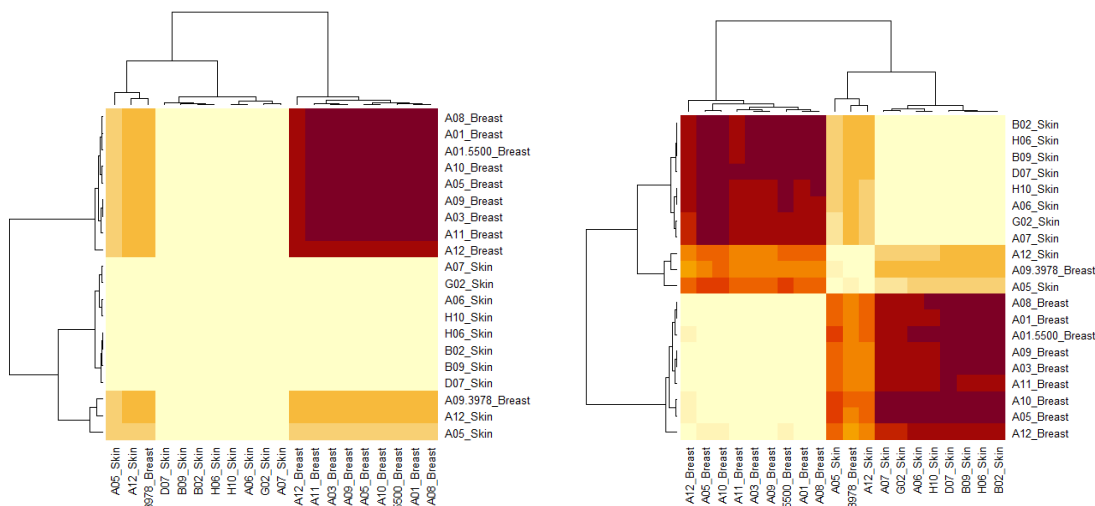 A08_Breast
A01_Breast
A01.5500_Breast
A10_Breast
A05_Breast
A09_Breast
A03_Breast
A11_Breast
A12_Breast
A07_Skin
G02_Skin
A06_Skin
H10_Skin
H06_Skin
B02_Skin
B09_Skin
D07_Skin
A09.3978_Breast
A12_Skin
A05_Skin
A05_Skin
A12_Skin
3978_Breast
D07_Skin
B09_Skin
B02_Skin
H06_Skin
H10_Skin
A06_Skin
G02_Skin
A07_Skin
A12_Breast
A11_Breast
A03_Breast
A09_Breast
A05_Breast
A10_Breast
5500_Breast
A01_Breast
A08_Breast
B02_Skin
H06_Skin
B09_Skin
D07_Skin
H10_Skin
A06_Skin
G02_Skin
A07_Skin
A12_Skin
A09.3978_Breast
A05_Skin
A08_Breast
A01_Breast
A01.5500_Breast
A09_Breast
A03_Breast
A11_Breast
A10_Breast
A05_Breast
A12_Breast
A12_Breast
A05_Breast
A10_Breast
A11_Breast
A03_Breast
A09_Breast
5500_Breast
A01_Breast
A08_Breast
A05_Skin
3978_Breast
A12_Skin
A07_Skin
G02_Skin
A06_Skin
H10_Skin
D07_Skin
B09_Skin
H06_Skin
B02_Skin